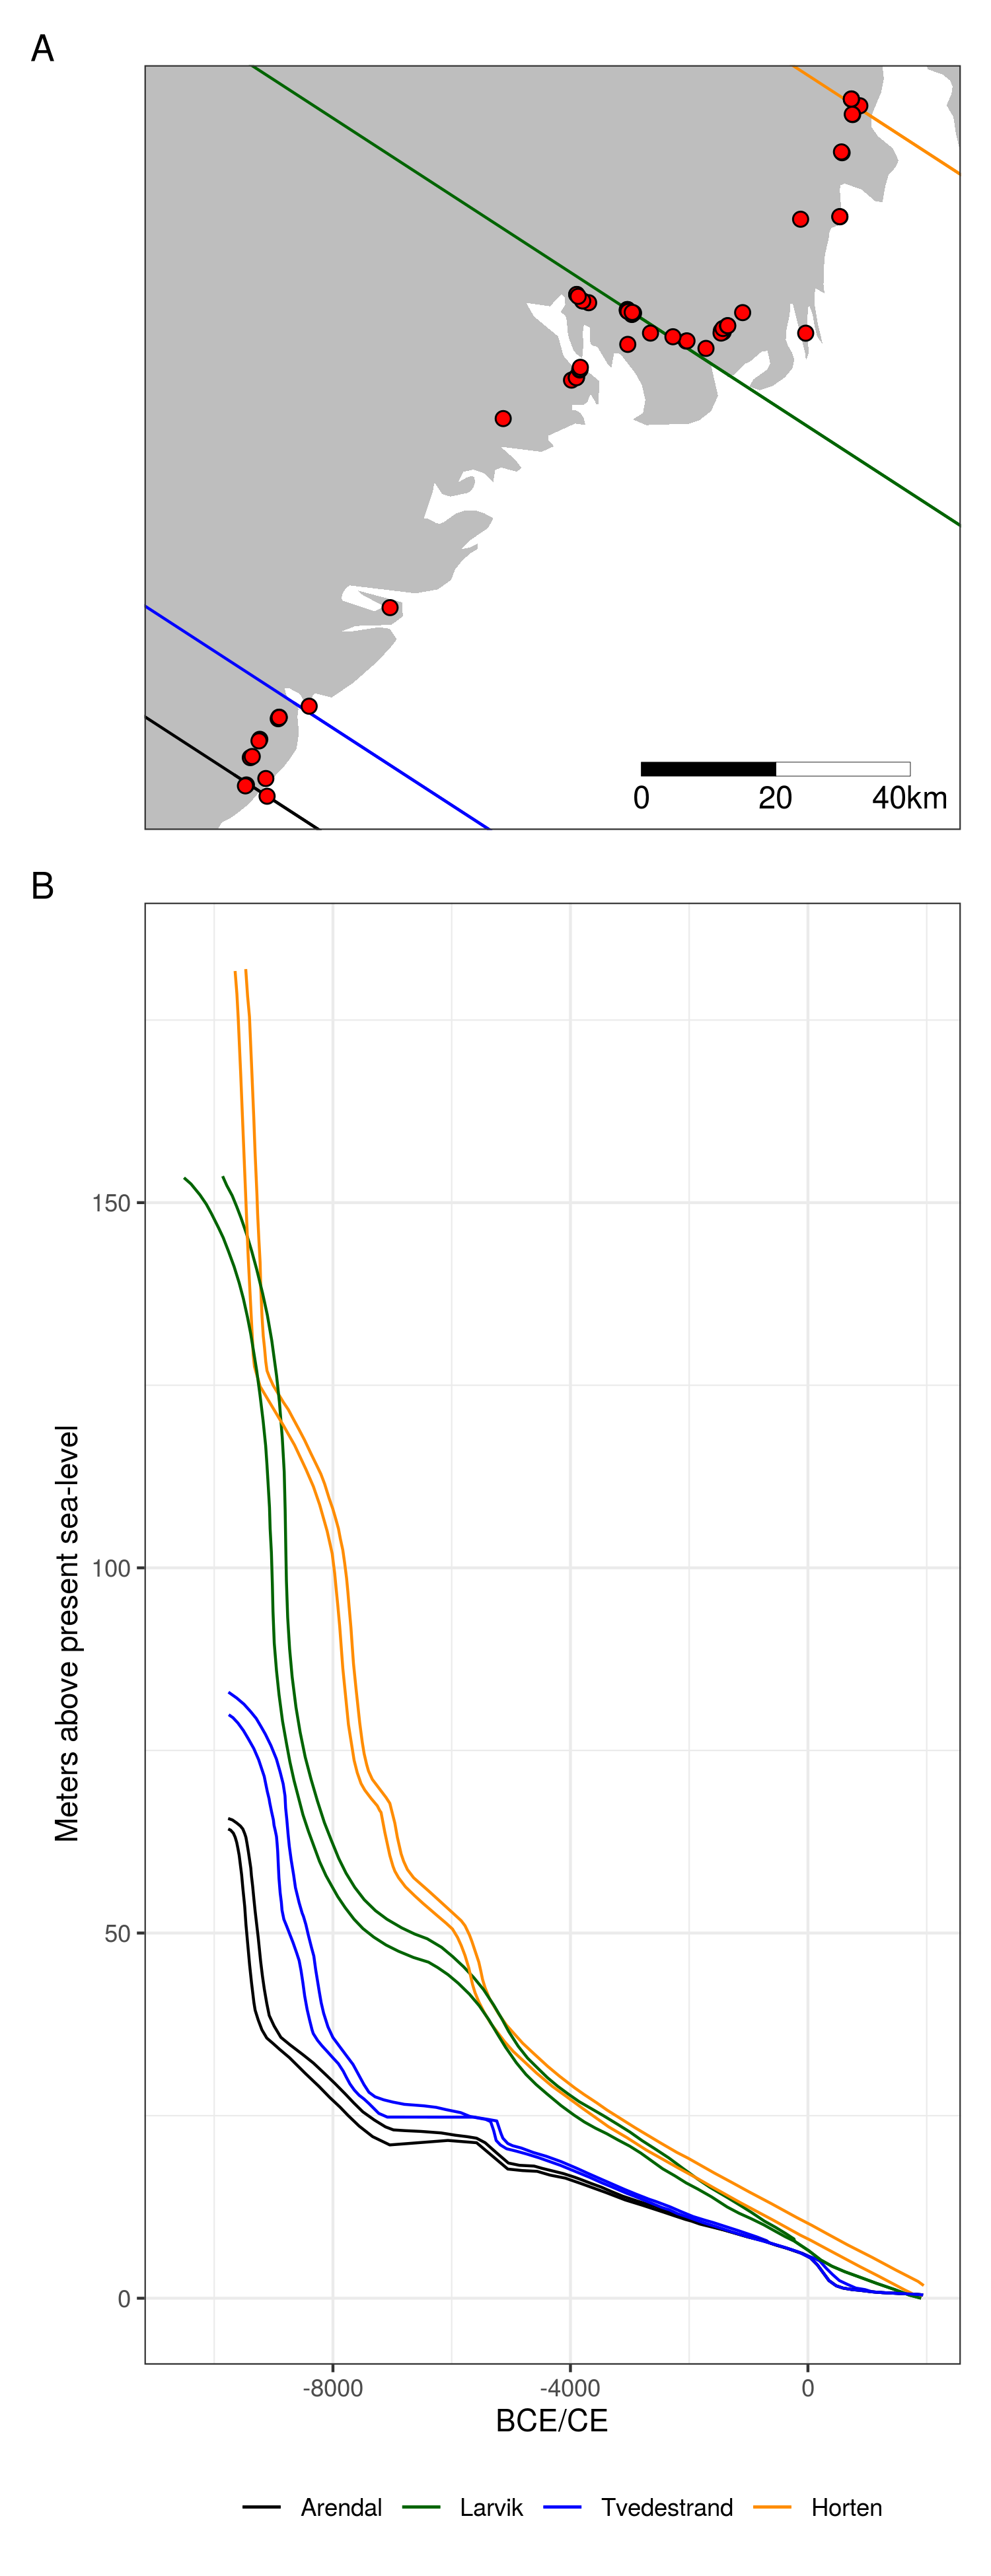 A
0 20 40km
B
150
100
50
0
Meters above present sea-level
-8000 -4000 0
BCE/CE
Arendal Larvik Tvedestrand Horten